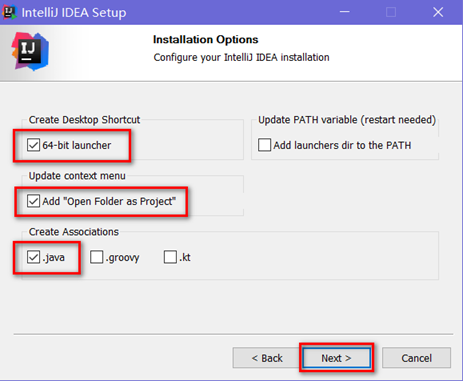 IntelliJ IDEA Setup
IJ
Installation Options
Configure your IntelliJ IDEA installation
Create Desktop Shortcut
64-bit launcher
Update PATH variable (restart needed)
Add launchers dir to the PATH
Update context menu
Add "Open Folder as Project"
Create Associations
.java .groovy .kt
< Back Next > Cancel